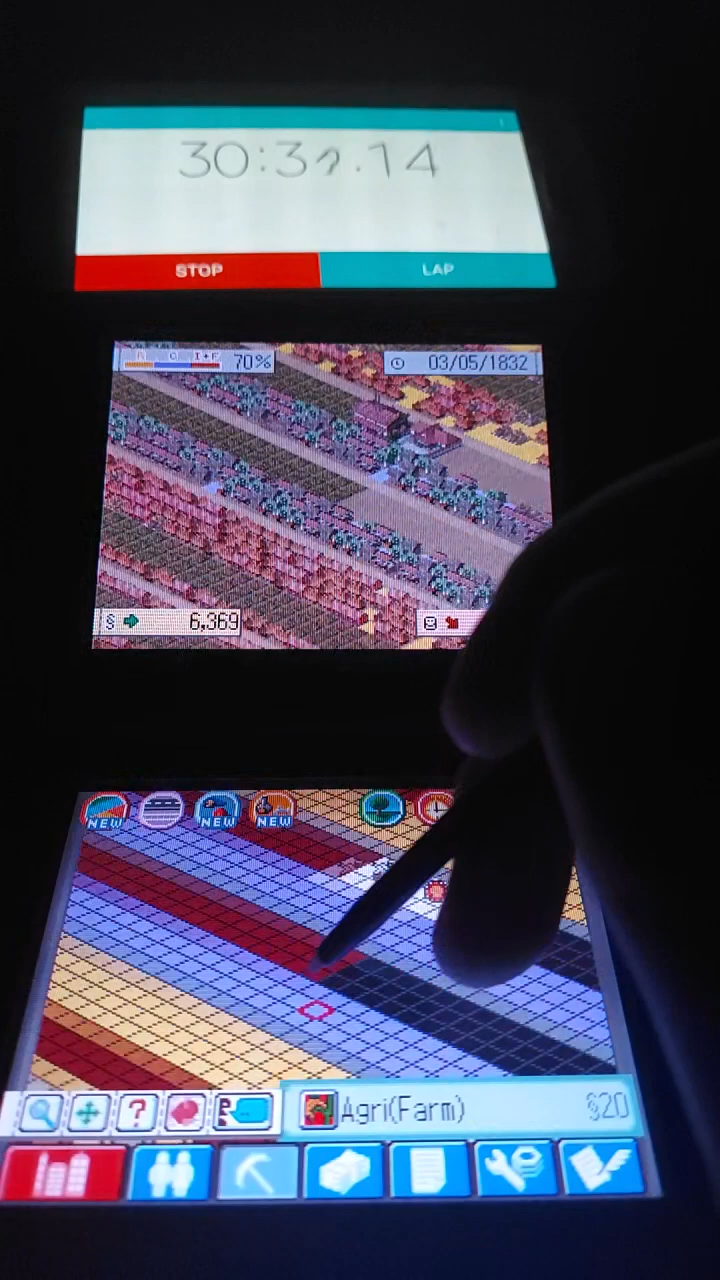 STOP LAP
R C I+F 70% 03/05/1832
§ 6,369
NEW NEW NEW
? Agri(Farm) §20